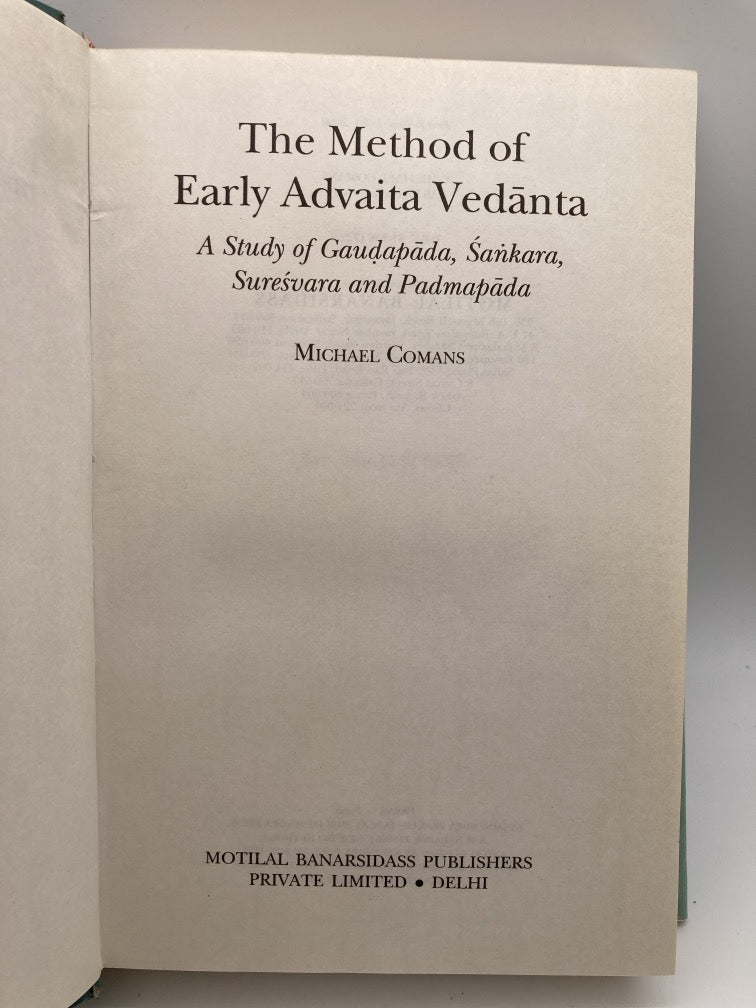 The Method of
Early Advaita Vedānta
A Study of Gauḍapāda, Śaṅkara,
Sureśvara and Padmapāda
MICHAEL COMANS
MOTILAL BANARSIDASS PUBLISHERS
PRIVATE LIMITED ● DELHI